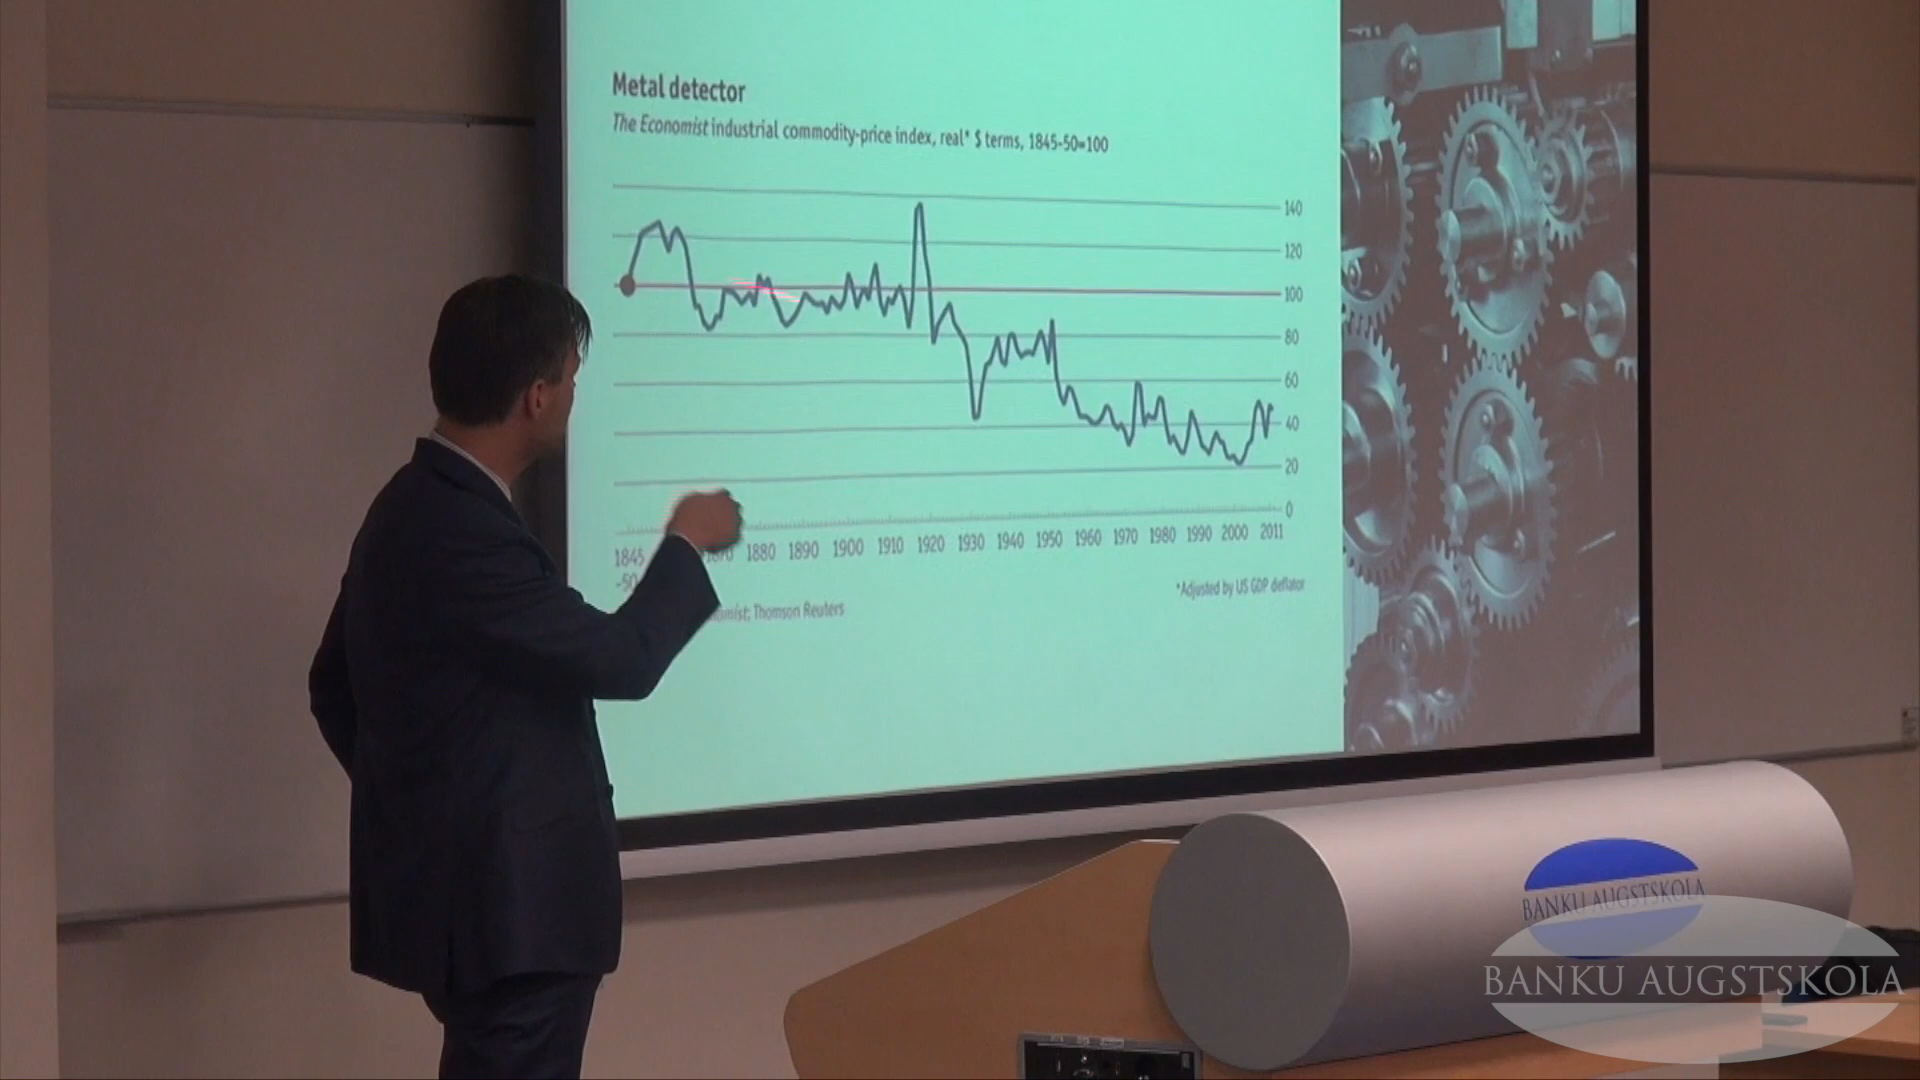 Metal detector
The Economist industrial commodity-price index, real* $ terms, 1845-50=100
140
120
100
80
60
40
20
0
1845 1870 1880 1890 1900 1910 1920 1930 1940 1950 1960 1970 1980 1990 2000 2011
-50
*Adjusted by US GDP deflator
Thomson Reuters
BANKU AUGSTSKOLA
BANKU AUGSTSKOLA